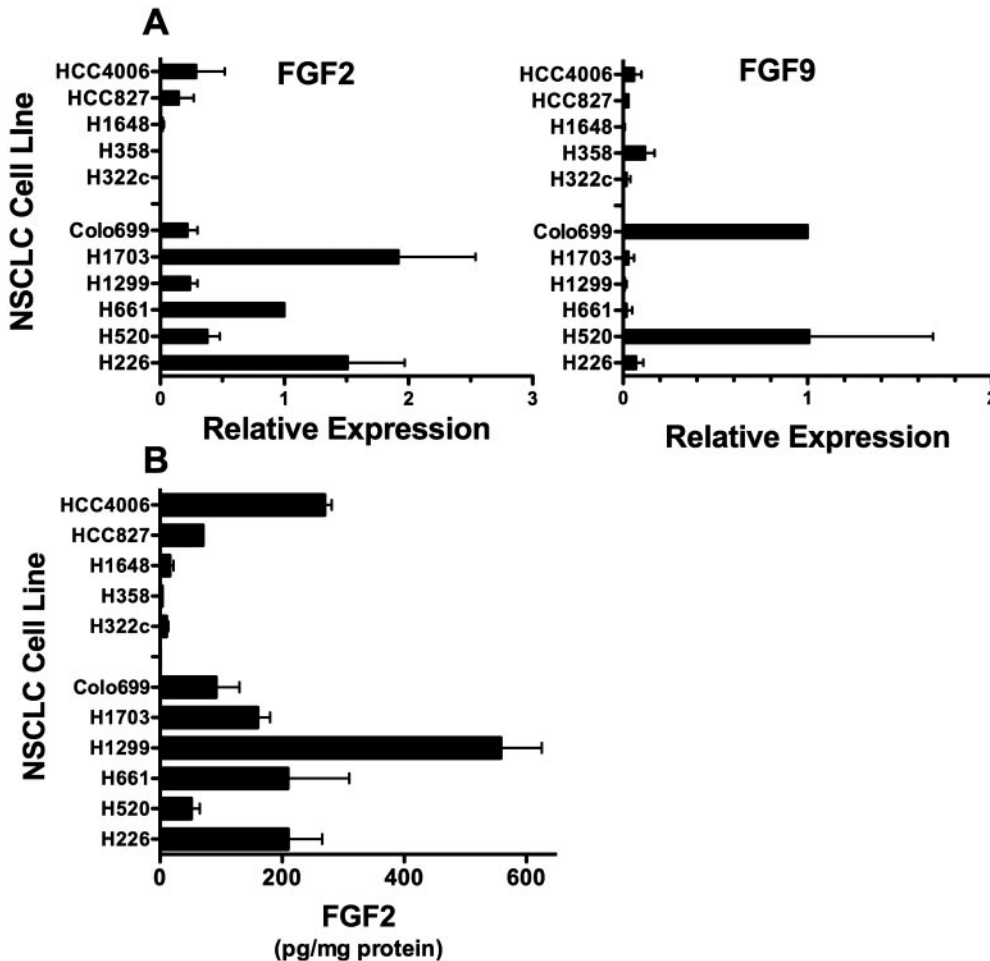 A
FGF2
NSCLC Cell LIne
HCC4006
HCC827
H1648
H358
H322c
Colo699
H1703
H1299
H661
H520
H226
0 1 2 3
Relative Expression
FGF9
HCC4006
HCC827
H1648
H358
H322c
Colo699
H1703
H1299
H661
H520
H226
0 1 2
Relative Expression
B
NSCLC Cell Line
HCC4006
HCC827
H1648
H358
H322c
Colo699
H1703
H1299
H661
H520
H226
0 200 400 600
FGF2
(pg/mg protein)